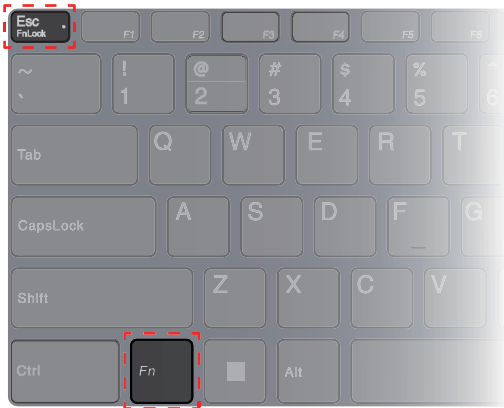 Esc
FnLock
F1
F2
F3
F4
F5
F6
~
`
!
1
@
2
#
3
$
4
%
5
^
6
Tab
Q
W
E
R
T
CapsLock
A
S
D
F
G
Shift
Z
X
C
V
Ctrl
Fn
Alt